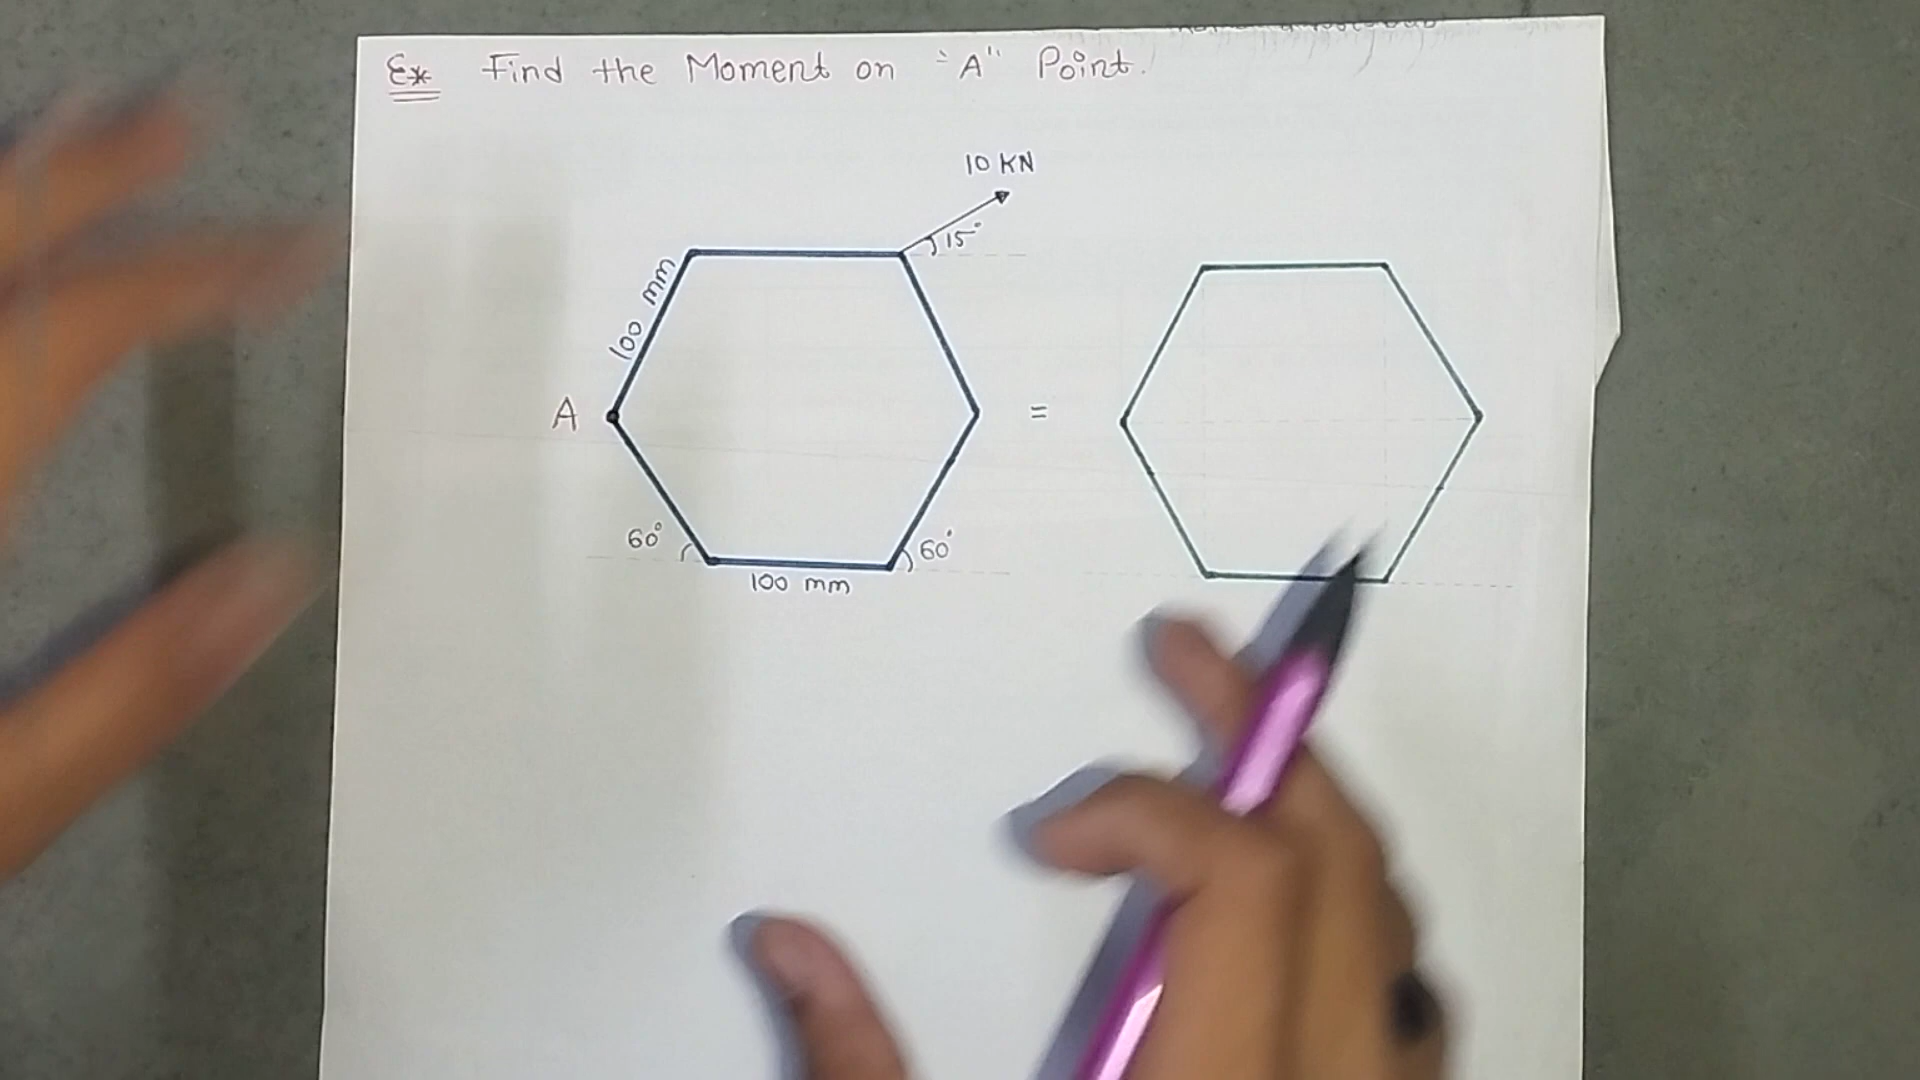 Ex Find the Moment on "A" Point.
10 KN
15°
100 mm
A
=
60°
60°
100 mm